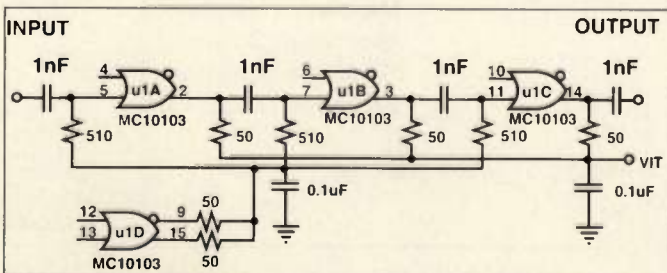 INPUT
OUTPUT
1nF
4
5
u1A
2
MC10103
1nF
6
7
u1B
3
MC10103
1nF
10
11
u1C
14
MC10103
1nF
510
50
510
50
510
50
VIT
0.1uF
0.1uF
12
13
u1D
9
15
50
50
MC10103